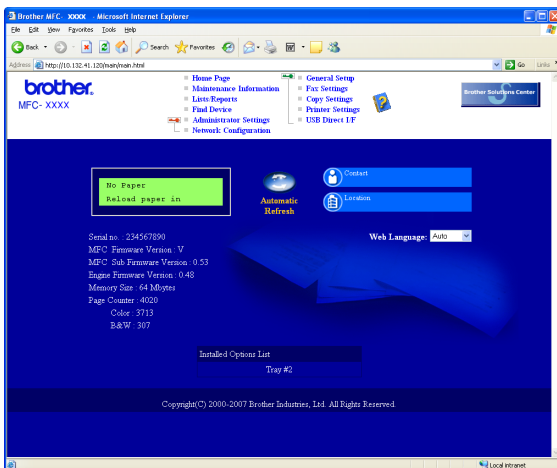 Brother MFC- XXXX - Microsoft Internet Explorer
File Edit View Favorites Tools Help
Back Search Favorites
Address http://10.132.41.120/main/main.html Go Links
brother.
MFC- XXXX
Home Page
Maintenance Information
Lists/Reports
Find Device
Administrator Settings
Network Configuration
General Setup
Fax Settings
Copy Settings
Printer Settings
USB Direct I/F
Brother Solutions Center
No Paper
Reload paper in
Automatic
Refresh
Contact
Location
Web Language: Auto
Serial no. : 234567890
MFC Firmware Version : V
MFC Sub Firmware Version : 0.53
Engine Firmware Version : 0.48
Memory Size : 64 Mbytes
Page Counter : 4020
Color : 3713
B&W : 307
Installed Options List
Tray #2
Copyright(C) 2000-2007 Brother Industries, Ltd. All Rights Reserved.
Local intranet